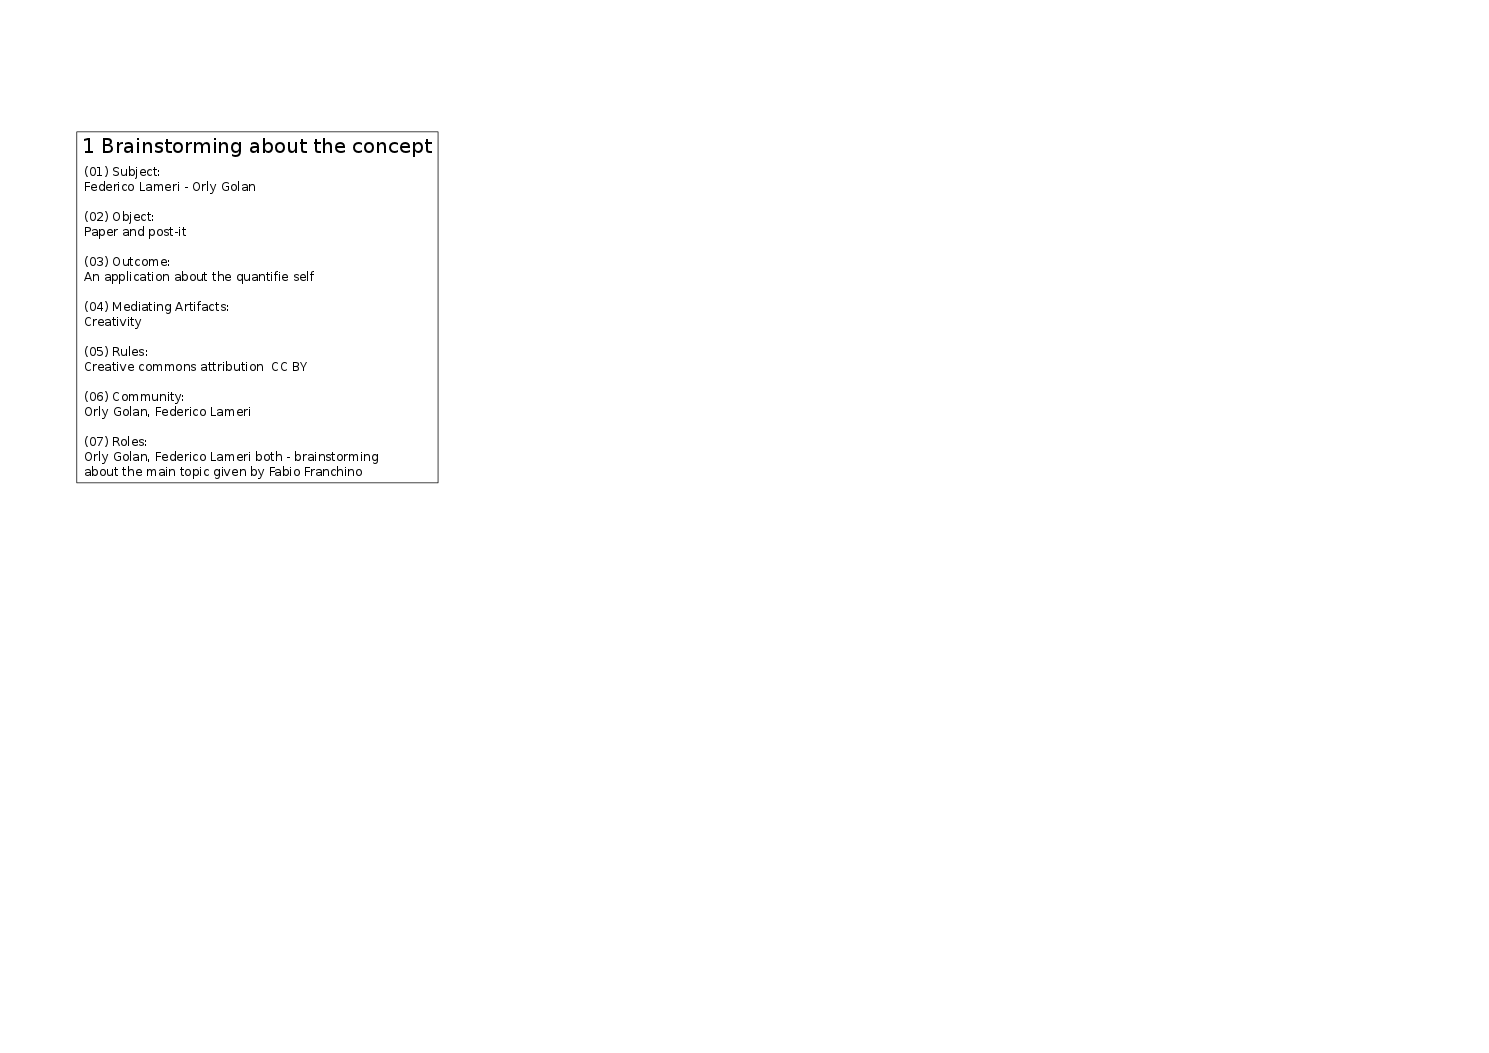 1 Brainstorming about the concept
(01) Subject:
Federico Lameri - Orly Golan
(02) Object:
Paper and post-it
(03) Outcome:
An application about the quantifie self
(04) Mediating Artifacts:
Creativity
(05) Rules:
Creative commons attribution  CC BY
(06) Community:
Orly Golan, Federico Lameri
(07) Roles:
Orly Golan, Federico Lameri both - brainstorming
about the main topic given by Fabio Franchino